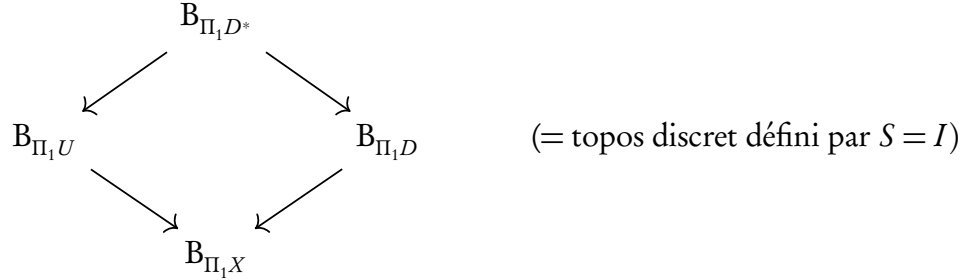 B_{Π₁D*}
B_{Π₁U} B_{Π₁D} (= topos discret défini par S = I)
B_{Π₁X}